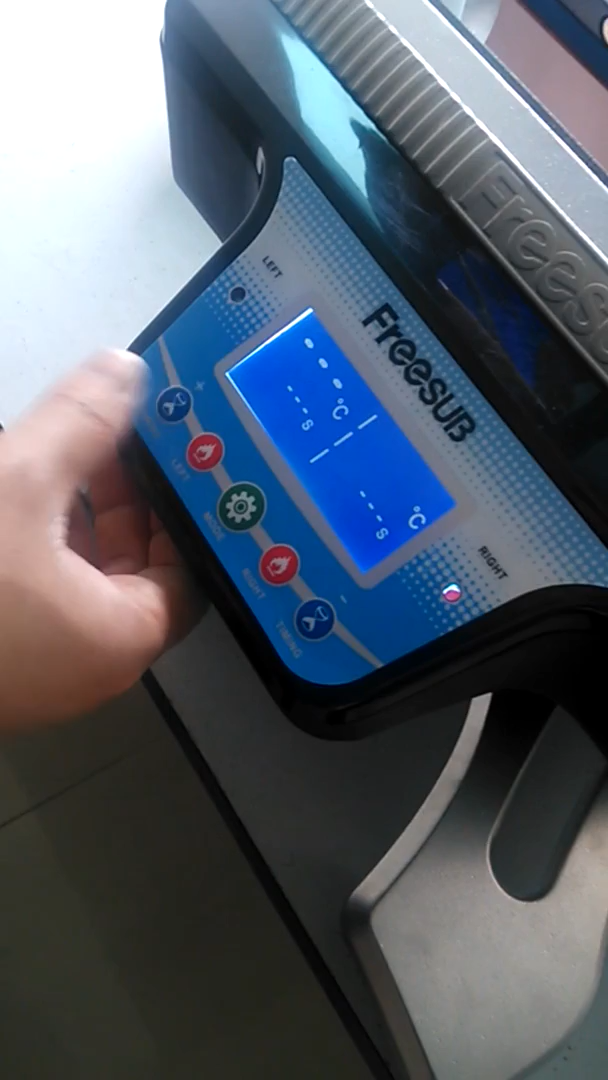 Freesub
LEFT
Freesub
---
°C
---
s
---
s
°C
RIGHT
+
LEFT
MODE
RIGHT
-
TIMING